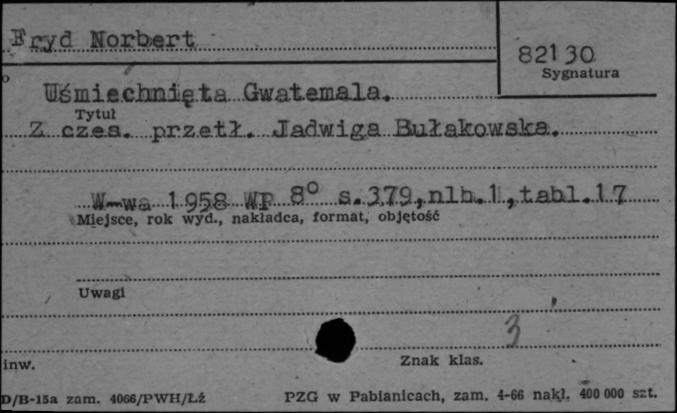 Fryd Norbert
82130
Sygnatura
Uśmiechnięta Gwatemala.
Tytuł
Z czes. przetł. Jadwiga Bułakowska.
W-wa 1958 WP 8° s.379,nlb.1,tabl.17
Miejsce, rok wyd., nakładca, format, objętość
Uwagi
3
inw.
Znak klas.
D/B-15a zam. 4066/PWH/Łż
PZG w Pabianicach, zam. 4-66 nakł. 400 000 szt.